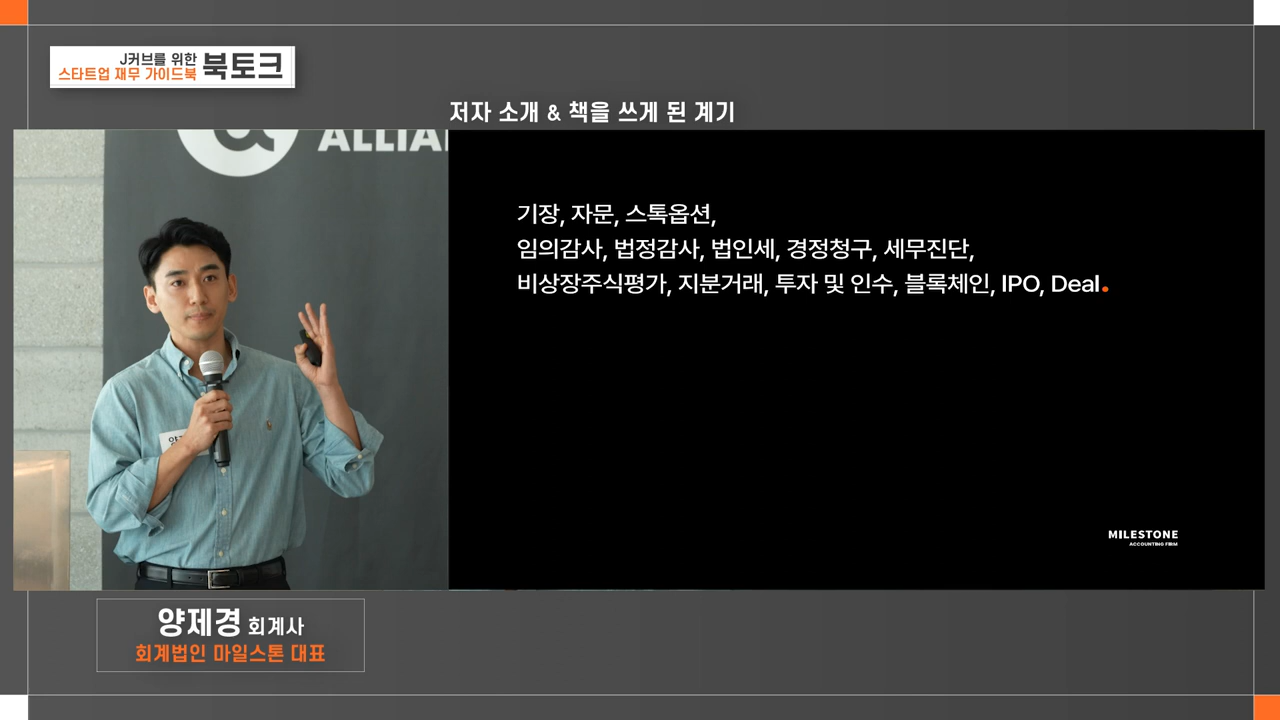 J커브를 위한
스타트업 재무 가이드북
북토크
저자 소개 & 책을 쓰게 된 계기
기장, 자문, 스톡옵션,
임의감사, 법정감사, 법인세, 경정청구, 세무진단,
비상장주식평가, 지분거래, 투자 및 인수, 블록체인, IPO, Deal.
MILESTONE
ACCOUNTING FIRM
양제경 회계사
회계법인 마일스톤 대표